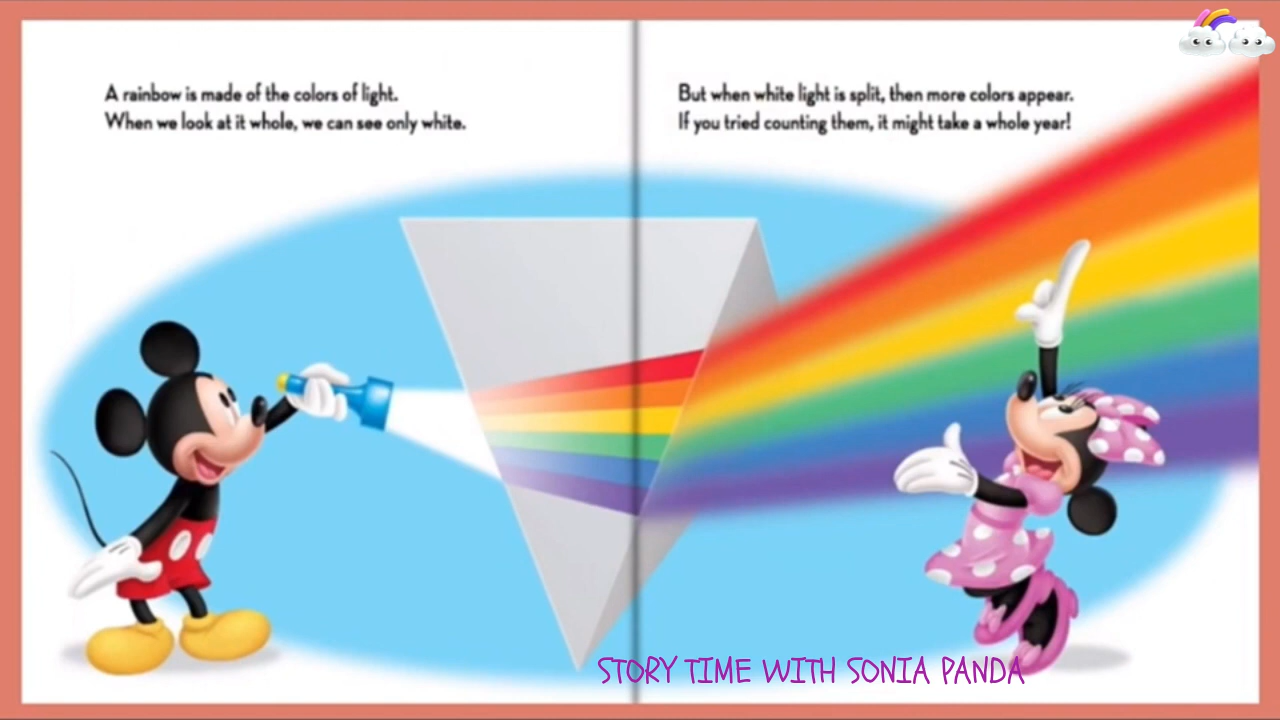 A rainbow is made of the colors of light.
When we look at it whole, we can see only white.
But when white light is split, then more colors appear.
If you tried counting them, it might take a whole year!
STORY TIME WITH SONIA PANDA